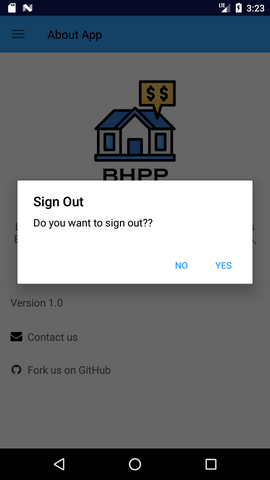 3:23
About App
$ $
BHPP
Sign Out
Do you want to sign out??
NO YES
Version 1.0
Contact us
Fork us on GitHub